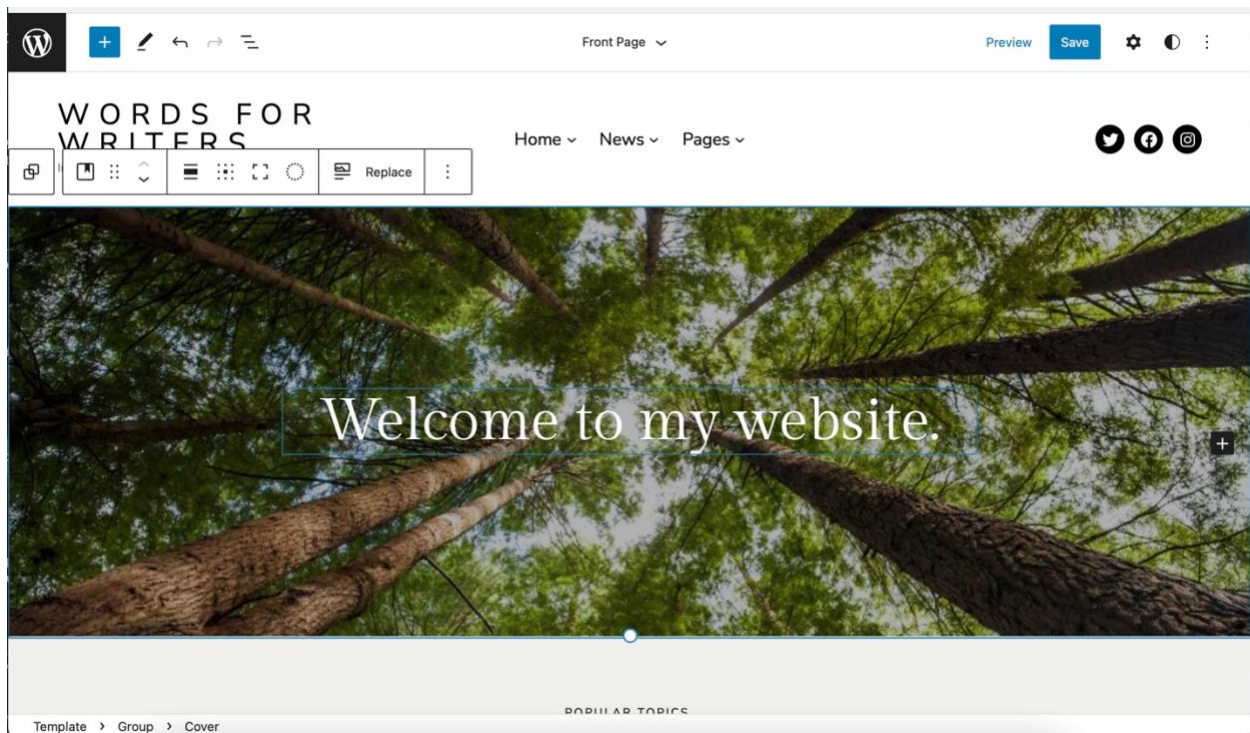 Front Page
Preview
Save
WORDS FOR
WRITERS
Home
News
Pages
Replace
Welcome to my website.
POPULAR TOPICS
Template > Group > Cover